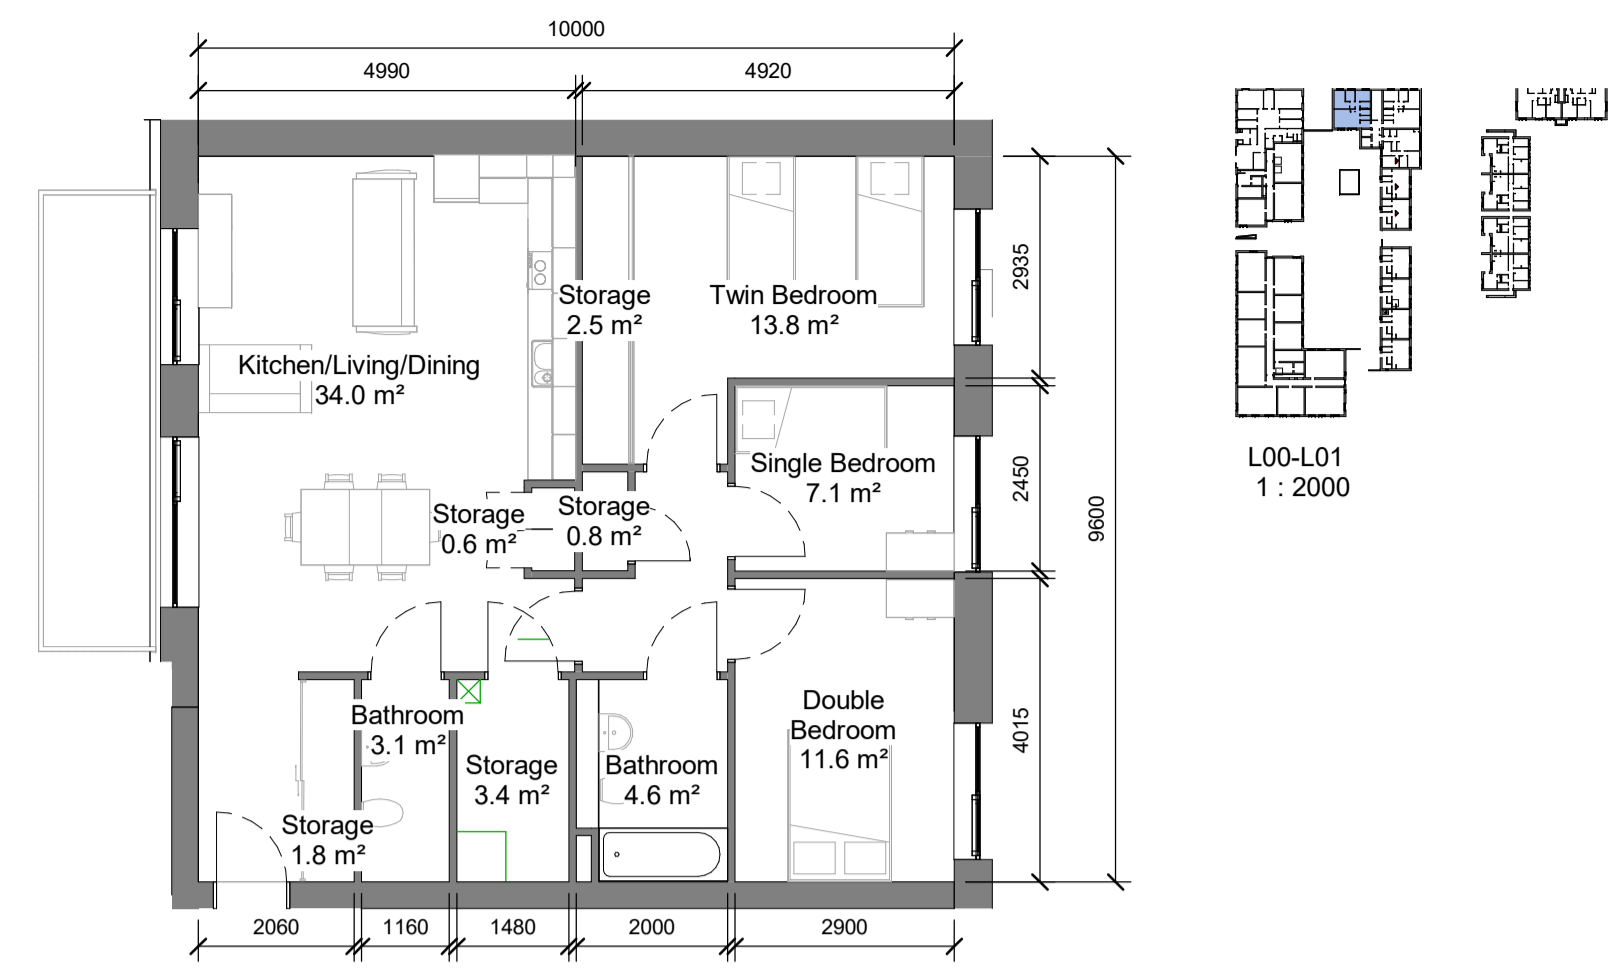 10000
4990
4920
Storage
2.5 m²
Twin Bedroom
13.8 m²
2935
Kitchen/Living/Dining
34.0 m²
Single Bedroom
7.1 m²
2450
9600
L00-L01
1 : 2000
Storage
0.6 m²
Storage
0.8 m²
Bathroom
3.1 m²
Storage
3.4 m²
Bathroom
4.6 m²
Double
Bedroom
11.6 m²
4015
Storage
1.8 m²
2060
1160
1480
2000
2900